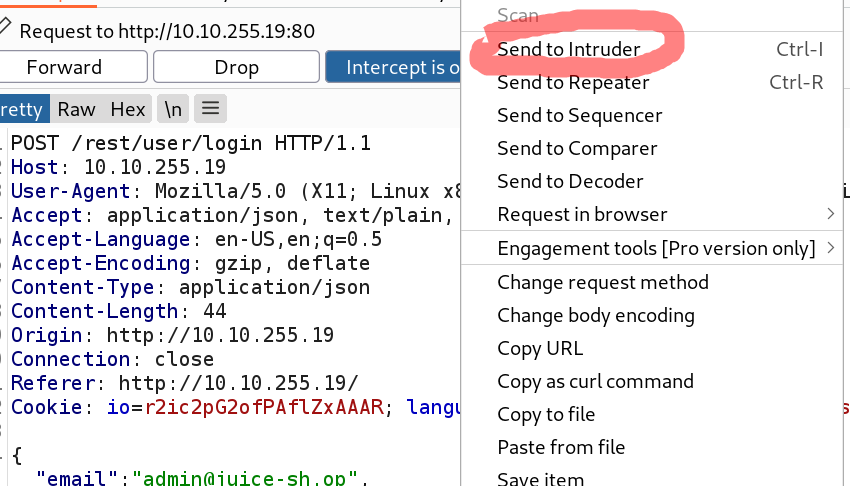 Request to http://10.10.255.19:80
Forward
Drop
Intercept is o
retty
Raw
Hex
\n
POST /rest/user/login HTTP/1.1
Host: 10.10.255.19
User-Agent: Mozilla/5.0 (X11; Linux x8
Accept: application/json, text/plain,
Accept-Language: en-US,en;q=0.5
Accept-Encoding: gzip, deflate
Content-Type: application/json
Content-Length: 44
Origin: http://10.10.255.19
Connection: close
Referer: http://10.10.255.19/
Cookie: io=r2ic2pG2ofPAflZxAAAR; langu
{
"email":"admin@juice-sh.op",
Scan
Send to Intruder Ctrl-I
Send to Repeater Ctrl-R
Send to Sequencer
Send to Comparer
Send to Decoder
Request in browser
Engagement tools [Pro version only]
Change request method
Change body encoding
Copy URL
Copy as curl command
Copy to file
Paste from file
Save item